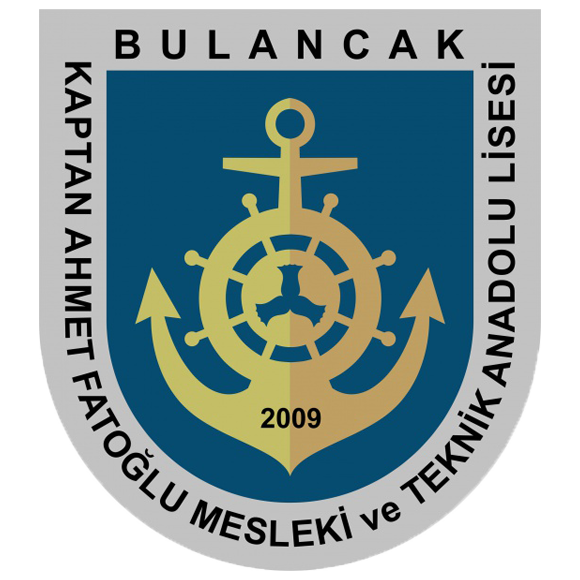 BULANCAK
KAPTAN AHMET FATOĞLU MESLEKİ ve TEKNİK ANADOLU LİSESİ
2009